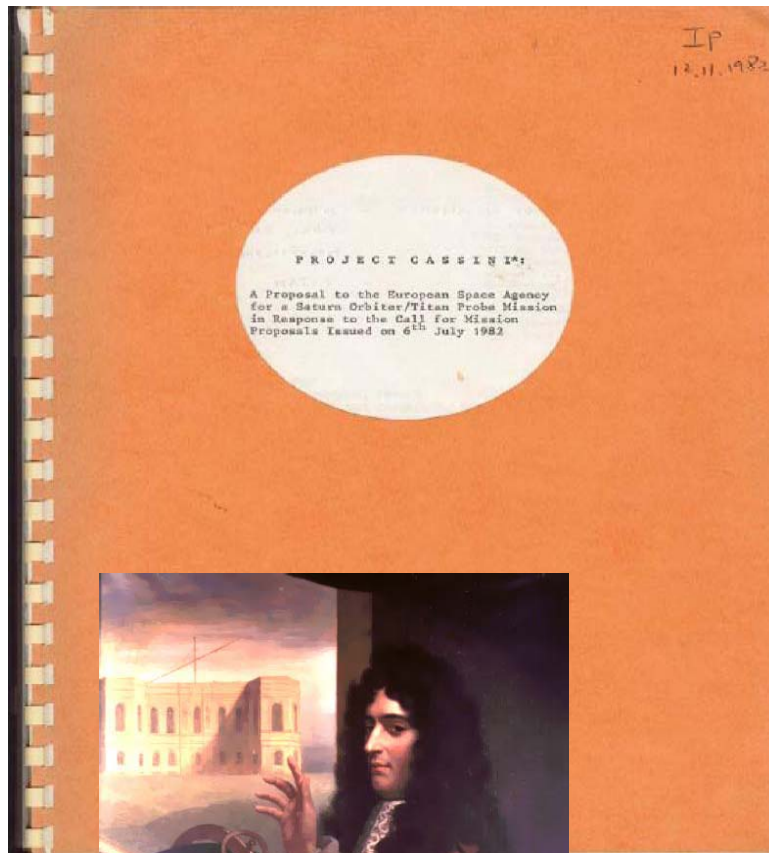 Ip
12.11.1982
PROJECT CASSINI*:
A Proposal to the European Space Agency
for a Saturn Orbiter/Titan Probe Mission
in Response to the Call for Mission
Proposals Issued on 6th July 1982